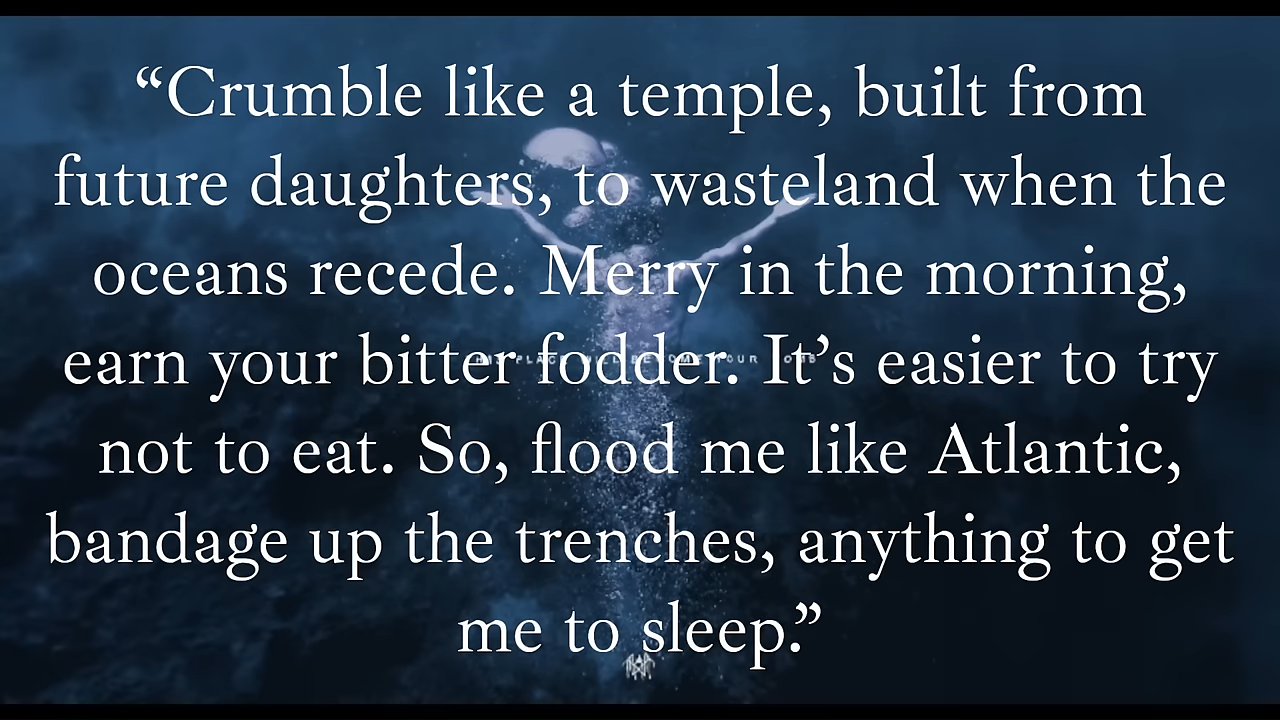 “Crumble like a temple, built from
future daughters, to wasteland when the
oceans recede. Merry in the morning,
earn your bitter fodder. It’s easier to try
not to eat. So, flood me like Atlantic,
bandage up the trenches, anything to get
me to sleep.”